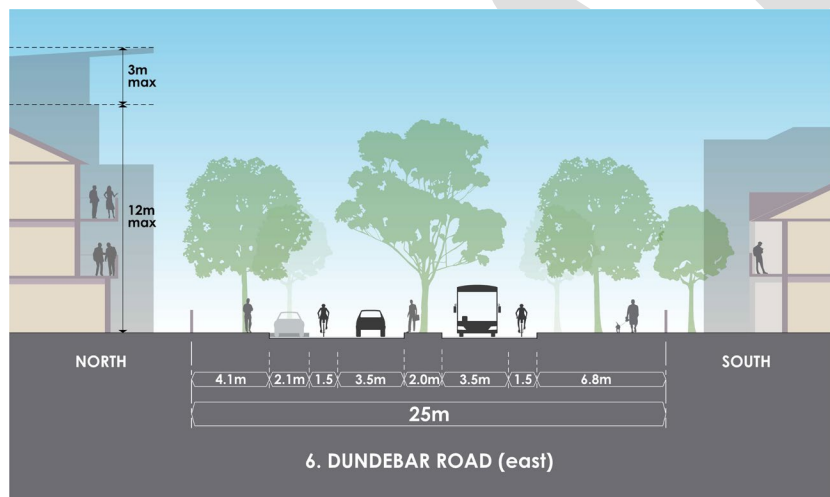 3m
max
12m
max
NORTH
SOUTH
4.1m 2.1m 1.5 3.5m 2.0m 3.5m 1.5 6.8m
25m
6. DUNDEBAR ROAD (east)